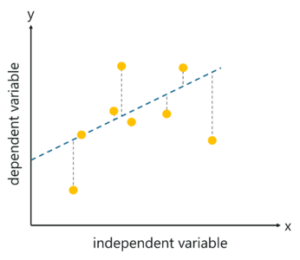 y
dependent variable
x
independent variable